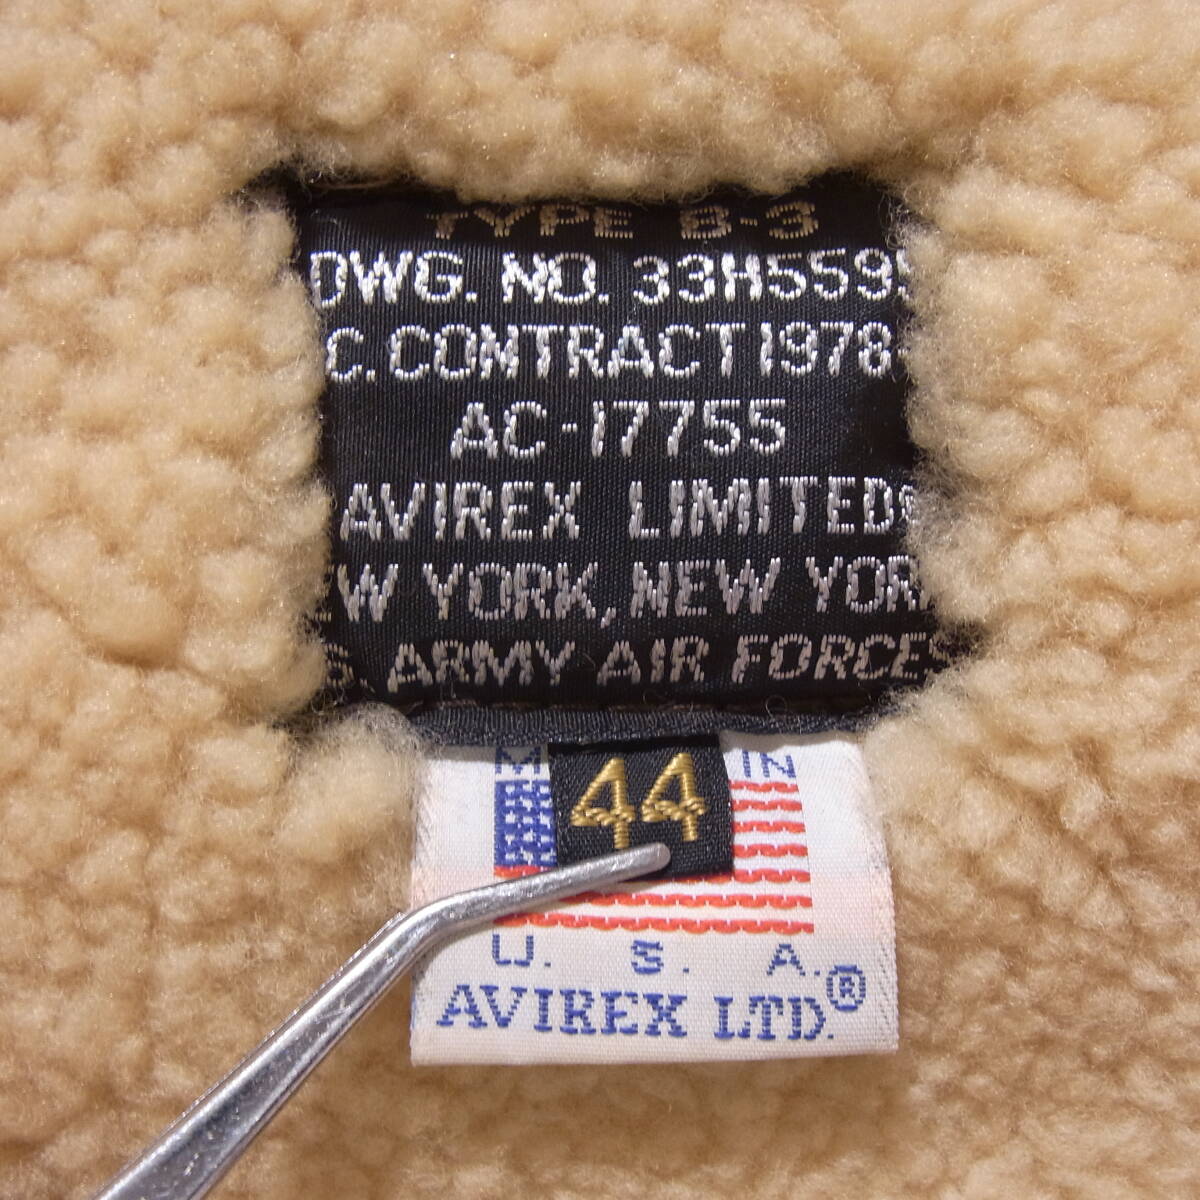 TYPE B-3
DWG. NO. 33H5595
C. CONTRACT 1978-
AC-17755
AVIREX LIMITED
EW YORK, NEW YOR
S. ARMY AIR FORCES
44
IN
U. S. A.
AVIREX LTD.®